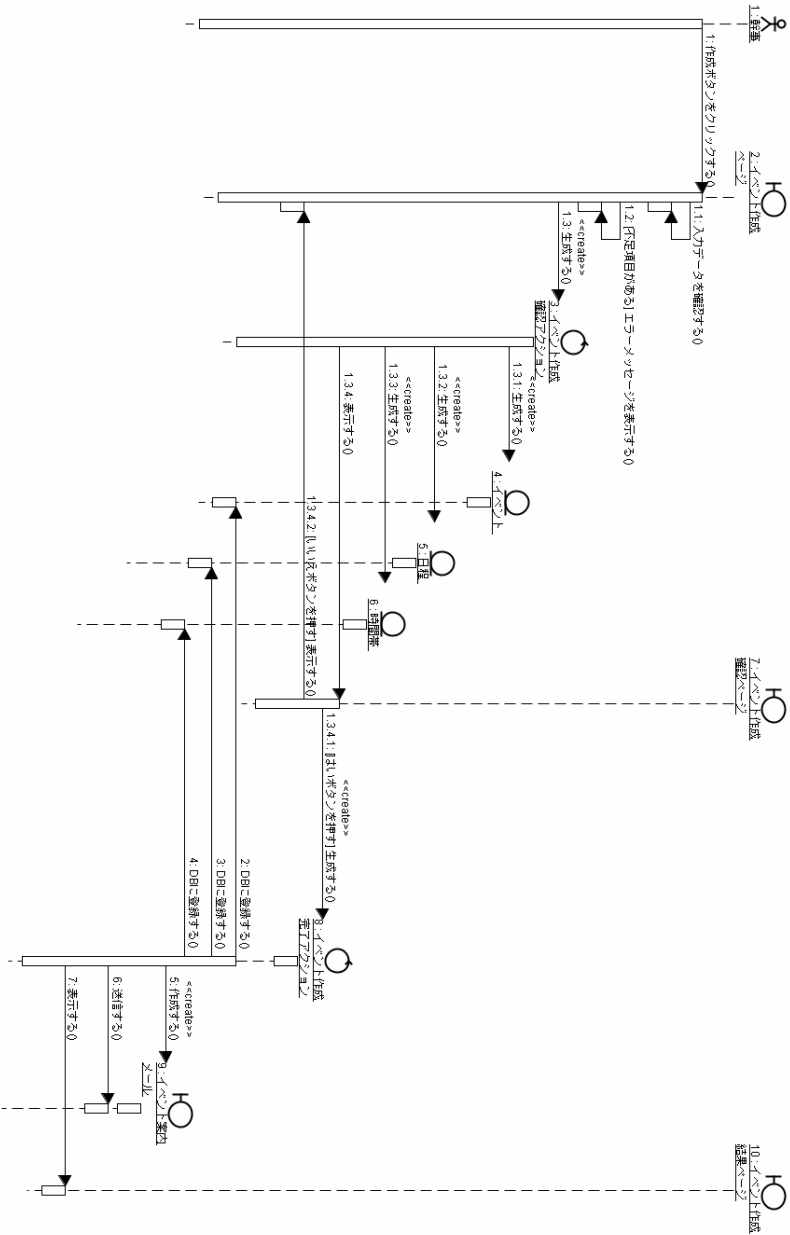 1 : 幹事
2 : イベント作成
ページ
1: 作成ボタンをクリックする()
1.1: 入力データを確認する()
1.2: [不足項目がある] エラーメッセージを表示する()
<<create>>
1.3: 生成する()
3 : イベント作成
確認アクション
<<create>>
1.3.1: 生成する()
<<create>>
1.3.2: 生成する()
<<create>>
1.3.3: 生成する()
1.3.4: 表示する()
4 : イベント
5 : 日程
6 : 時間帯
7 : イベント作成
確認ページ
<<create>>
1.3.4.1: [はいボタンを押す] 生成する()
1.3.4.2: [いいえボタンを押す] 表示する()
8 : イベント作成
完了アクション
2: DBに登録する()
3: DBに登録する()
4: DBに登録する()
<<create>>
5: 作成する()
6: 送信する()
7: 表示する()
9 : イベント案内
メール
10 : イベント作成
結果ページ